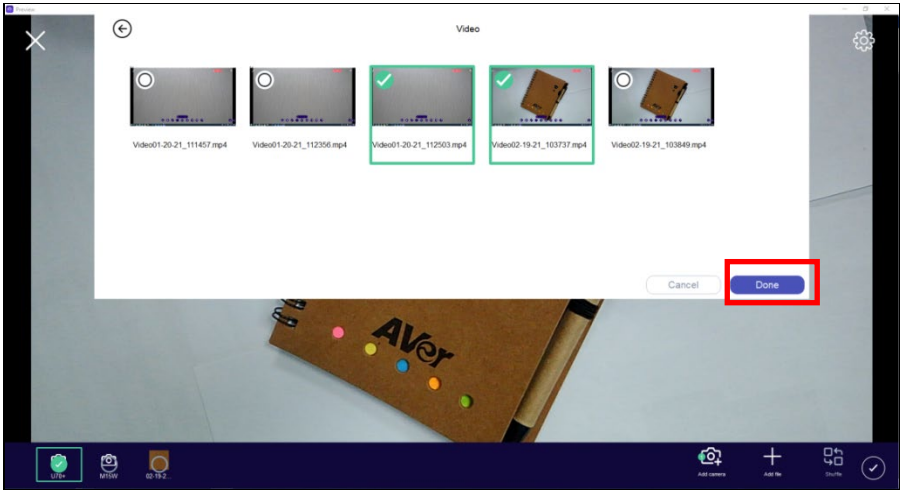 Preview
Video
Video01-20-21_111457.mp4
Video01-20-21_112356.mp4
Video01-20-21_112503.mp4
Video02-19-21_103737.mp4
Video02-19-21_103849.mp4
Cancel
Done
AVer
U70+
M15W
02-19-2...
Add camera
Add file
Shuffle